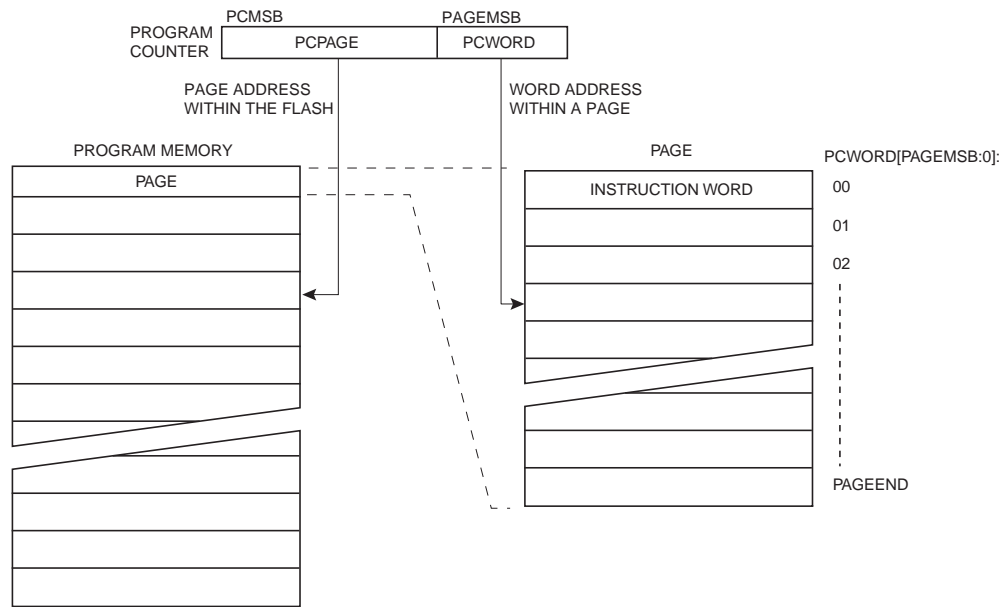 PCMSB
PAGEMSB
PROGRAM
COUNTER
PCPAGE
PCWORD
PAGE ADDRESS
WITHIN THE FLASH
WORD ADDRESS
WITHIN A PAGE
PROGRAM MEMORY
PAGE
PAGE
INSTRUCTION WORD
PCWORD[PAGEMSB:0]:
00
01
02
PAGEEND